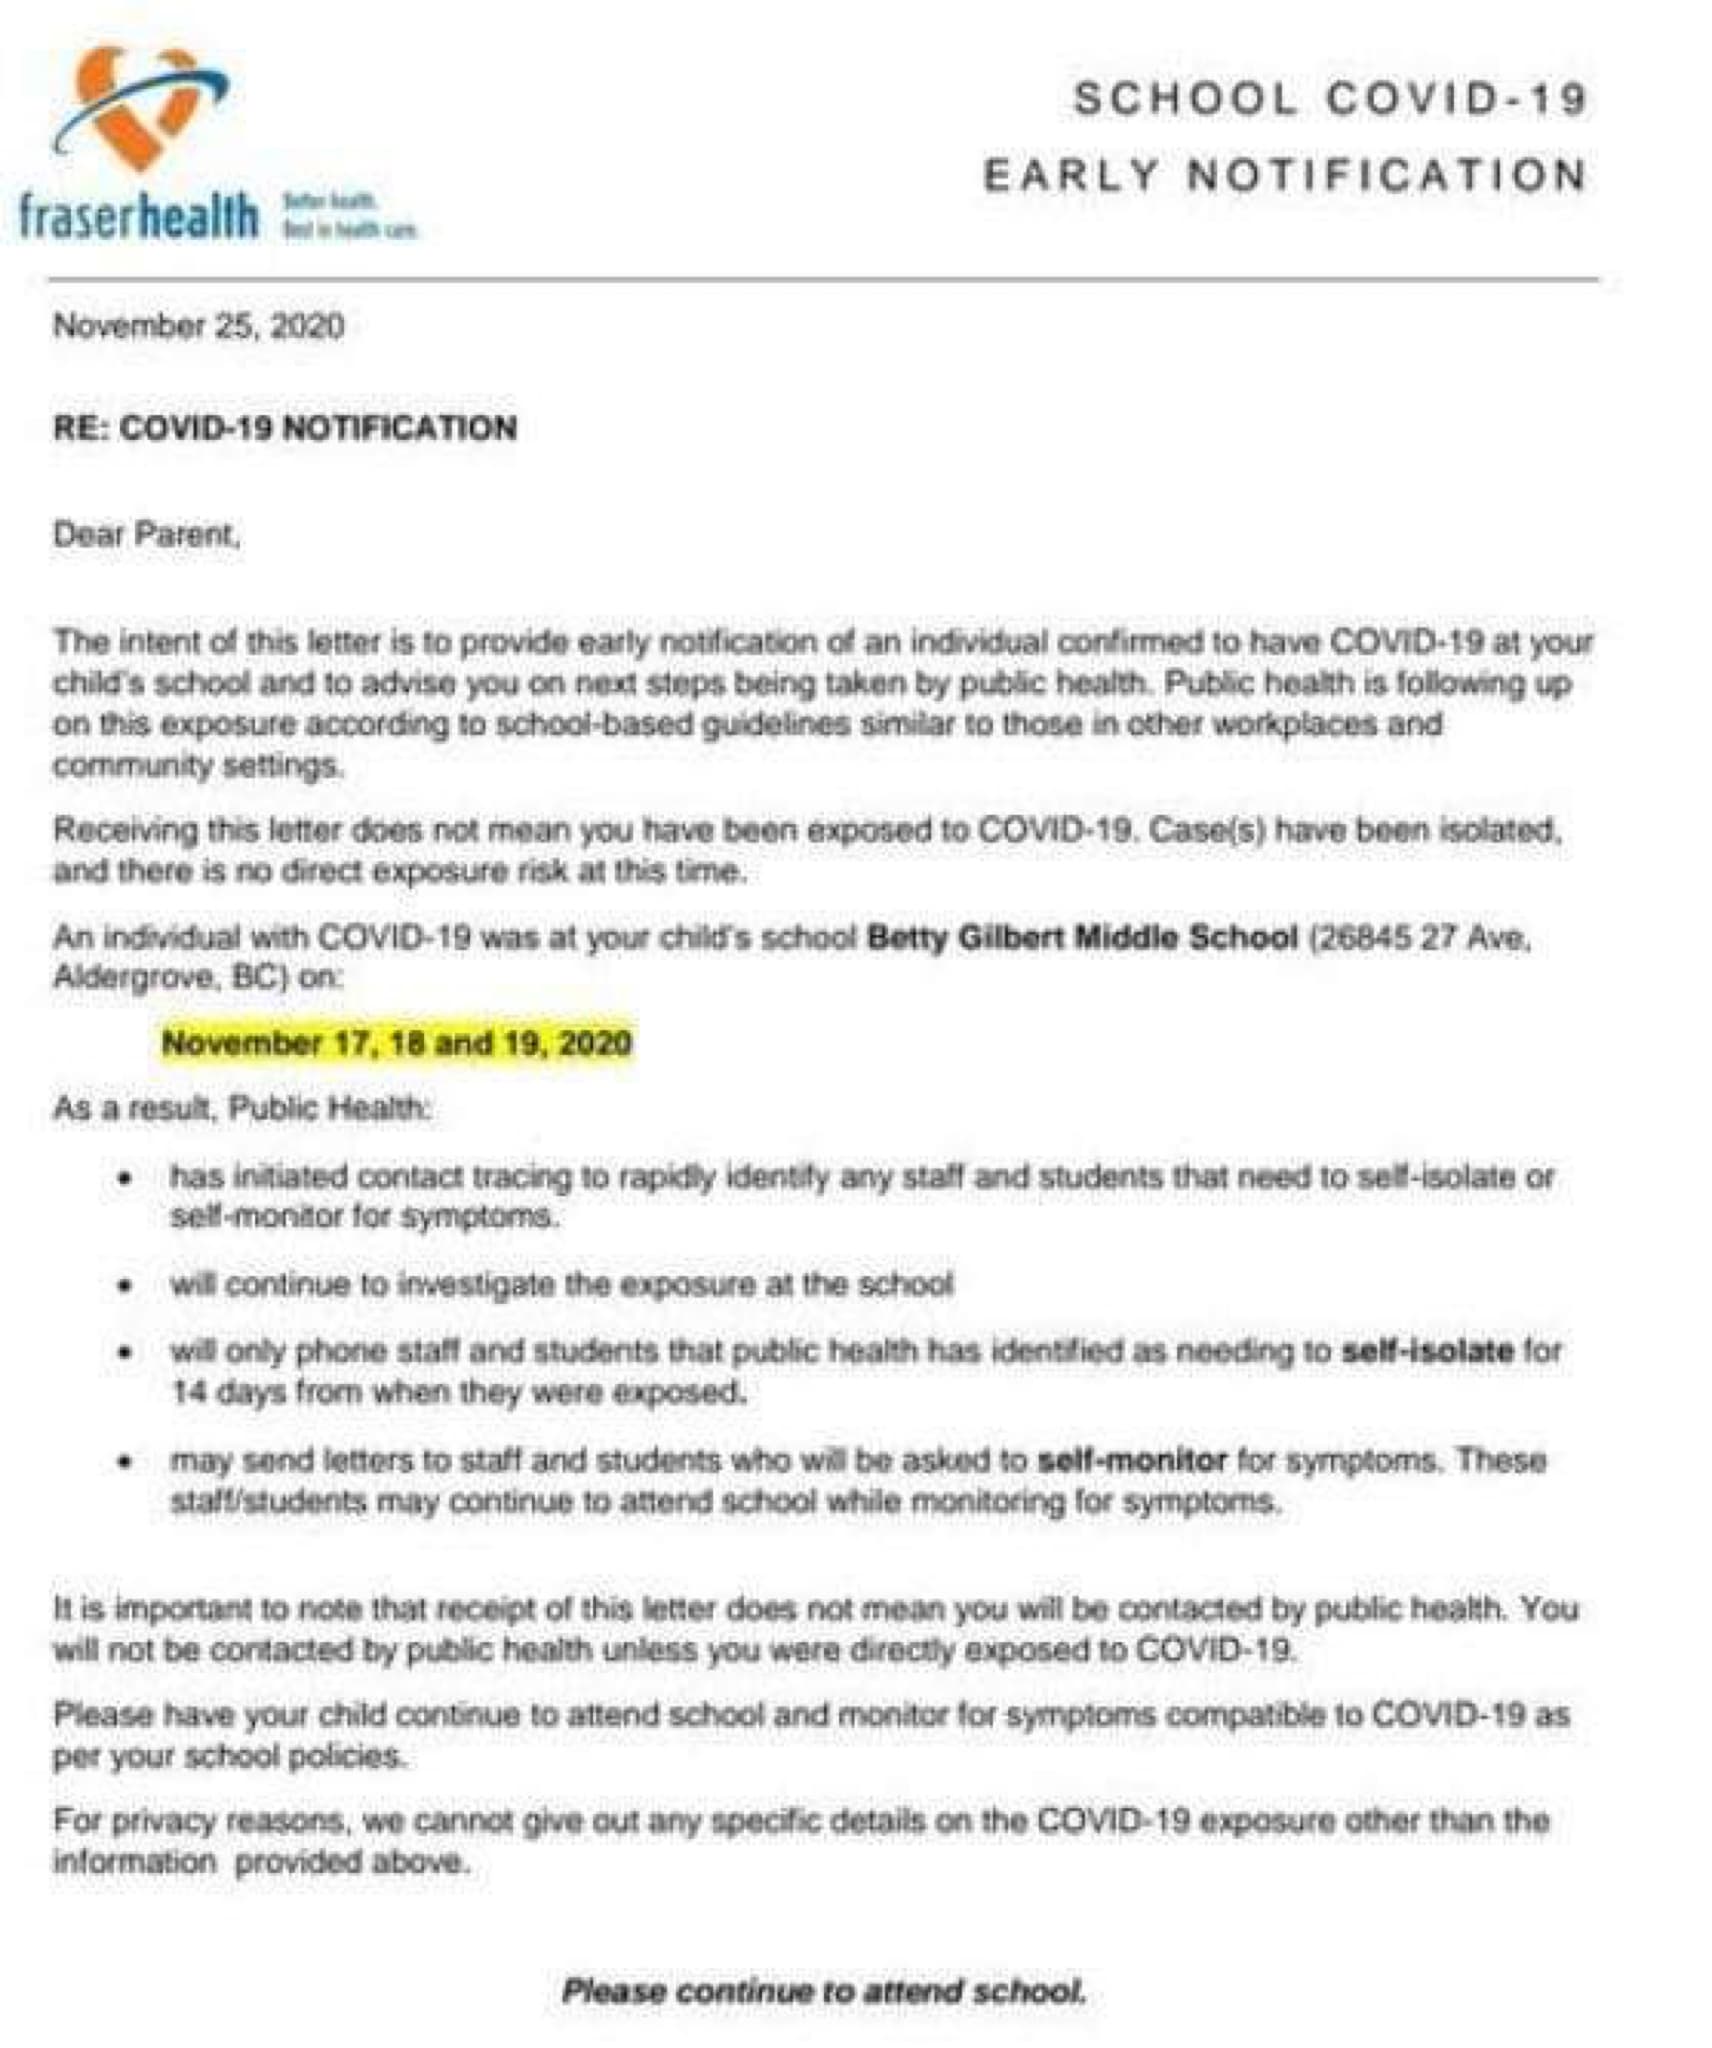 SCHOOL COVID-19
EARLY NOTIFICATION
fraserhealth
Better health.
Best in health care.
November 25, 2020
RE: COVID-19 NOTIFICATION
Dear Parent,
The intent of this letter is to provide early notification of an individual confirmed to have COVID-19 at your
child's school and to advise you on next steps being taken by public health. Public health is following up
on this exposure according to school-based guidelines similar to those in other workplaces and
community settings.
Receiving this letter does not mean you have been exposed to COVID-19. Case(s) have been isolated,
and there is no direct exposure risk at this time.
An individual with COVID-19 was at your child's school Betty Gilbert Middle School (26845 27 Ave,
Aldergrove, BC) on:
November 17, 18 and 19, 2020
As a result, Public Health:
• has initiated contact tracing to rapidly identify any staff and students that need to self-isolate or
self-monitor for symptoms.
• will continue to investigate the exposure at the school
• will only phone staff and students that public health has identified as needing to self-isolate for
14 days from when they were exposed.
• may send letters to staff and students who will be asked to self-monitor for symptoms. These
staff/students may continue to attend school while monitoring for symptoms.
It is important to note that receipt of this letter does not mean you will be contacted by public health. You
will not be contacted by public health unless you were directly exposed to COVID-19.
Please have your child continue to attend school and monitor for symptoms compatible to COVID-19 as
per your school policies.
For privacy reasons, we cannot give out any specific details on the COVID-19 exposure other than the
information provided above.
Please continue to attend school.